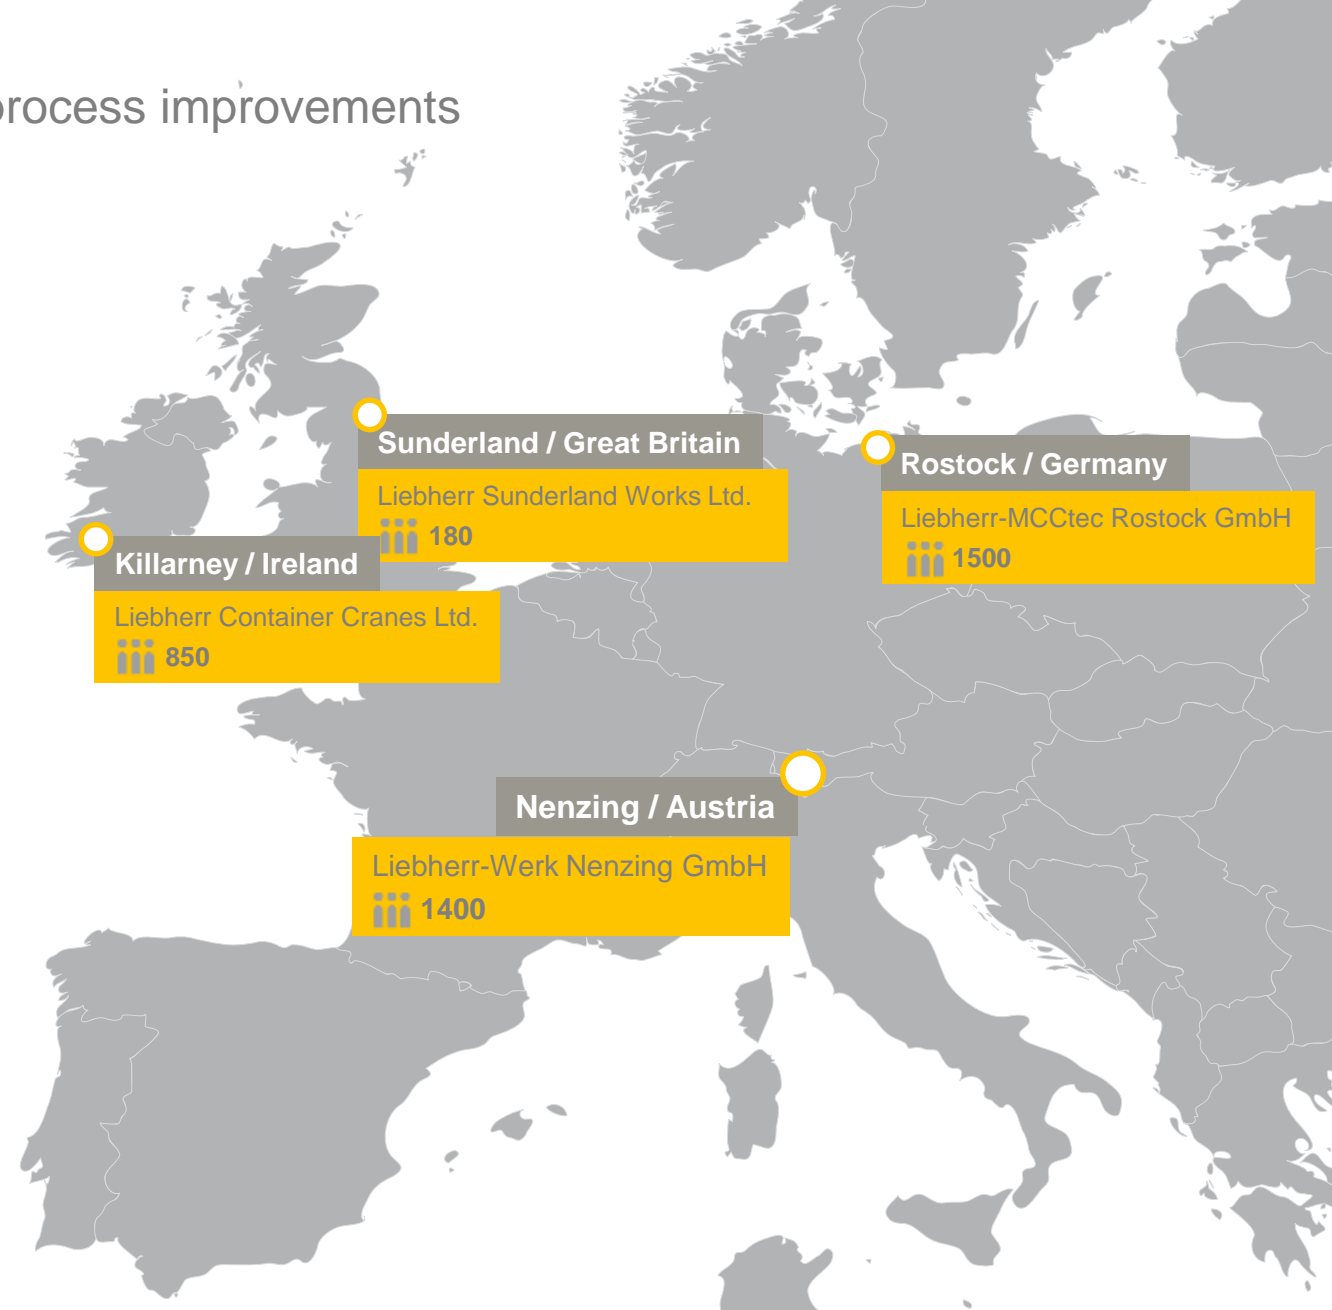 process improvements
Sunderland / Great Britain
Liebherr Sunderland Works Ltd.
180
Rostock / Germany
Liebherr-MCCtec Rostock GmbH
1500
Killarney / Ireland
Liebherr Container Cranes Ltd.
850
Nenzing / Austria
Liebherr-Werk Nenzing GmbH
1400